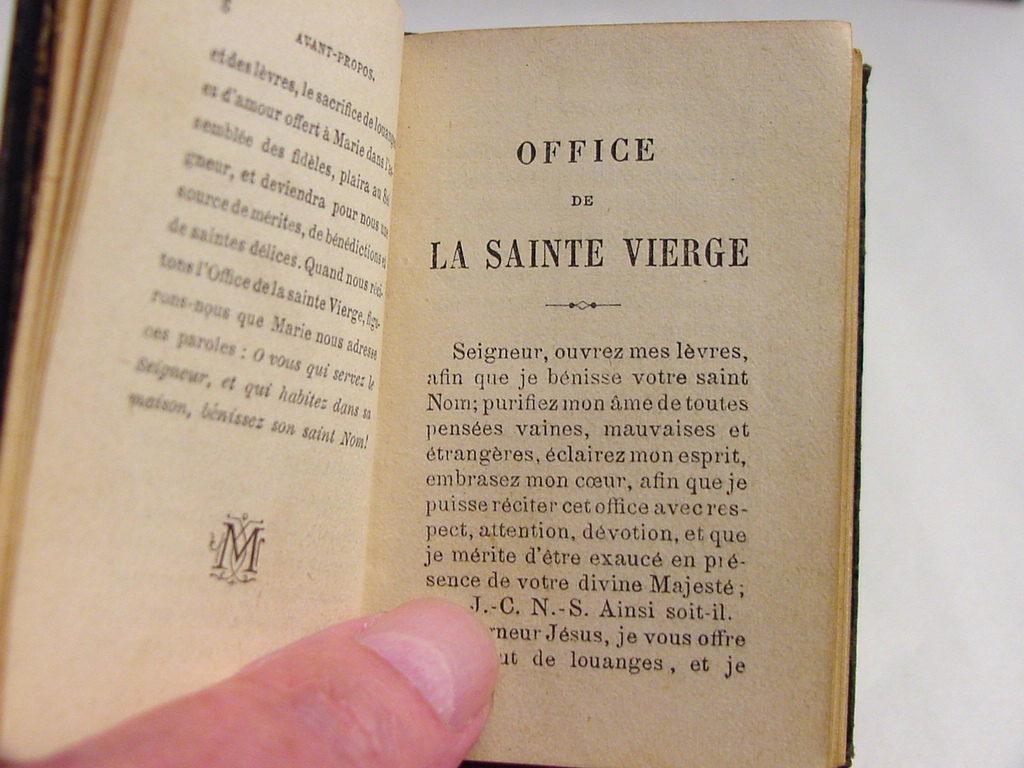 AVANT-PROPOS.
et des lèvres, le sacrifice de
et d'amour offert à Marie dans
semblée des fidèles, plaira au
gneur, et deviendra pour nous une
source de mérites, de bénédictions et
de saintes délices. Quand nous réci-
tons l'Office de la sainte Vierge, figu-
rons-nous que Marie nous adresse
ces paroles : O vous qui servez le
Seigneur, et qui habitez dans sa
maison, bénissez son saint Nom!
M
OFFICE
DE
LA SAINTE VIERGE
Seigneur, ouvrez mes lèvres,
afin que je bénisse votre saint
Nom; purifiez mon âme de toutes
pensées vaines, mauvaises et
étrangères, éclairez mon esprit,
embrasez mon cœur, afin que je
puisse réciter cet office avec res-
pect, attention, dévotion, et que
je mérite d'être exaucé en pré-
sence de votre divine Majesté ;
J.-C. N.-S. Ainsi soit-il.
rneur Jésus, je vous offre
ut de louanges, et je